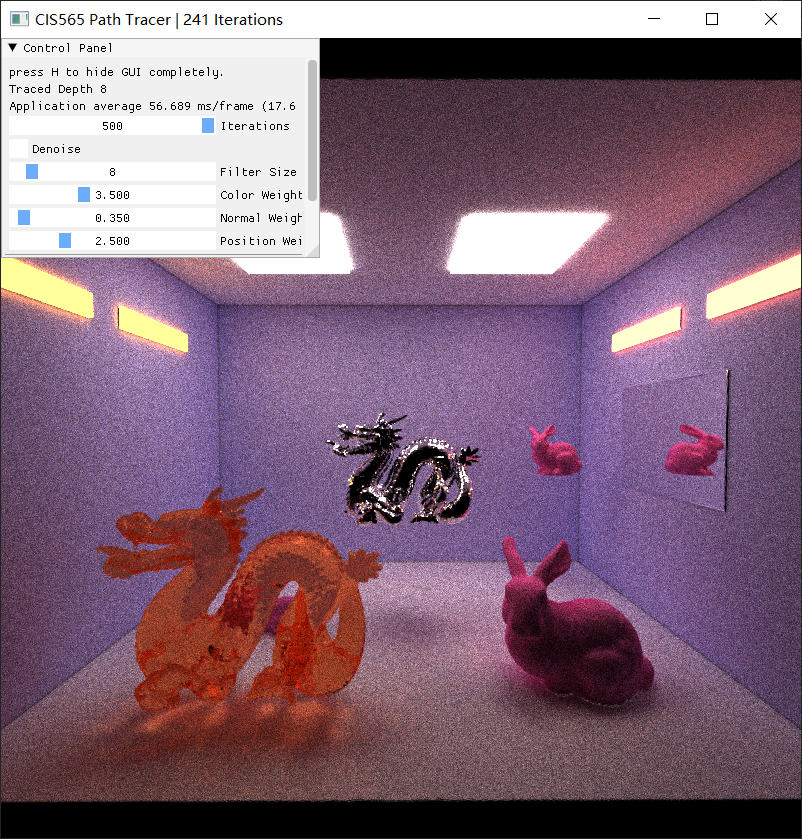 CIS565 Path Tracer | 241 Iterations
Control Panel
press H to hide GUI completely.
Traced Depth 8
Application average 56.689 ms/frame (17.6
500 Iterations
Denoise
8 Filter Size
3.500 Color Weight
0.350 Normal Weigh
2.500 Position Wei